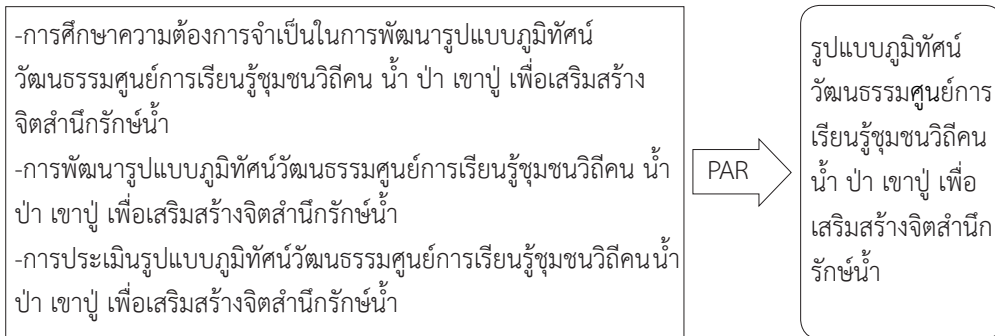 -การศึกษาความต้องการจำเป็นในการพัฒนารูปแบบภูมิทัศน์
วัฒนธรรมศูนย์การเรียนรู้ชุมชนวิถีคน น้ำ ป่า เขาปู่ เพื่อเสริมสร้าง
จิตสำนึกรักษ์น้ำ
-การพัฒนารูปแบบภูมิทัศน์วัฒนธรรมศูนย์การเรียนรู้ชุมชนวิถีคน น้ำ
ป่า เขาปู่ เพื่อเสริมสร้างจิตสำนึกรักษ์น้ำ
-การประเมินรูปแบบภูมิทัศน์วัฒนธรรมศูนย์การเรียนรู้ชุมชนวิถีคน น้ำ
ป่า เขาปู่ เพื่อเสริมสร้างจิตสำนึกรักษ์น้ำ
PAR
รูปแบบภูมิทัศน์
วัฒนธรรมศูนย์การ
เรียนรู้ชุมชนวิถีคน
น้ำ ป่า เขาปู่ เพื่อ
เสริมสร้างจิตสำนึก
รักษ์น้ำ